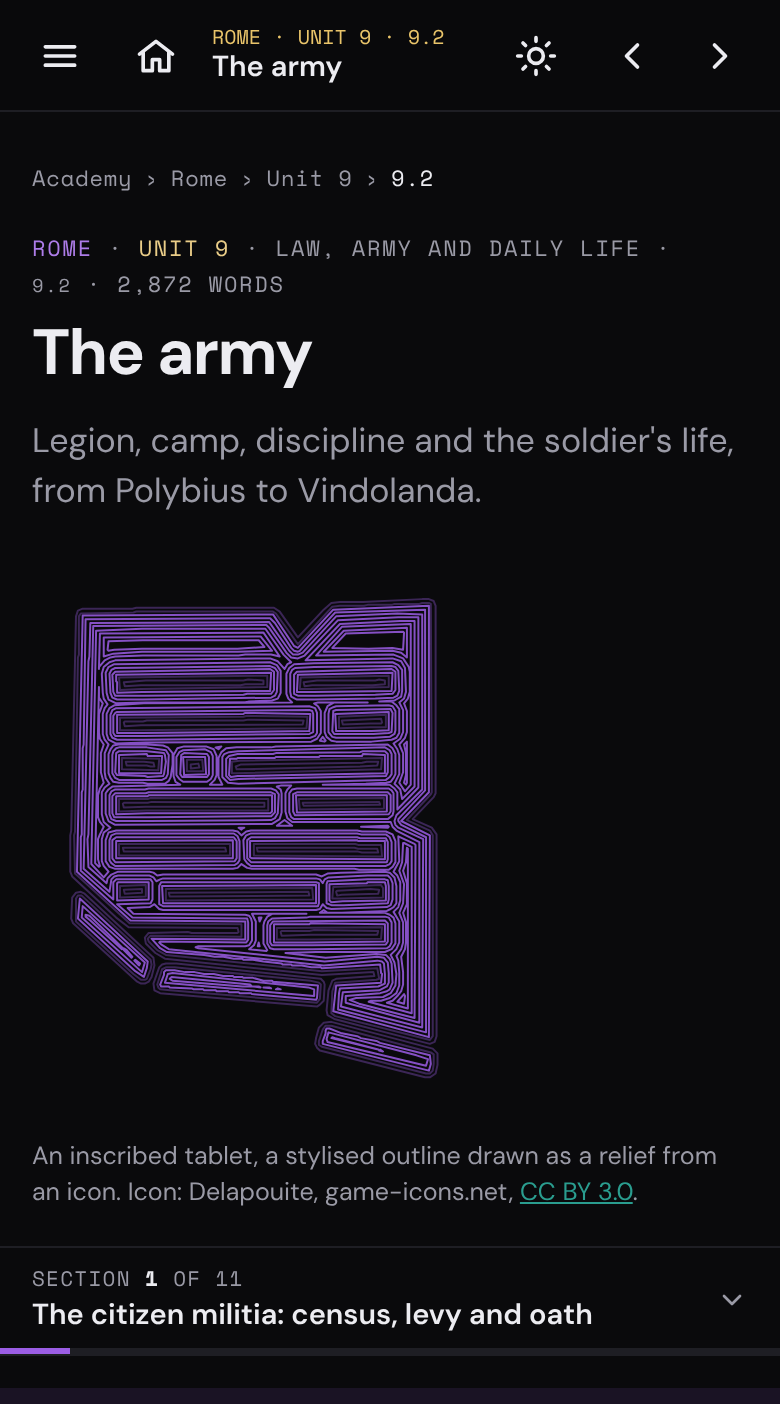 ROME · UNIT 9 · 9.2
The army
Academy › Rome › Unit 9 › 9.2
ROME · UNIT 9 · LAW, ARMY AND DAILY LIFE ·
9.2 · 2,872 WORDS
The army
Legion, camp, discipline and the soldier's life,
from Polybius to Vindolanda.
An inscribed tablet, a stylised outline drawn as a relief from
an icon. Icon: Delapouite, game-icons.net, CC BY 3.0.
SECTION 1 OF 11
The citizen militia: census, levy and oath